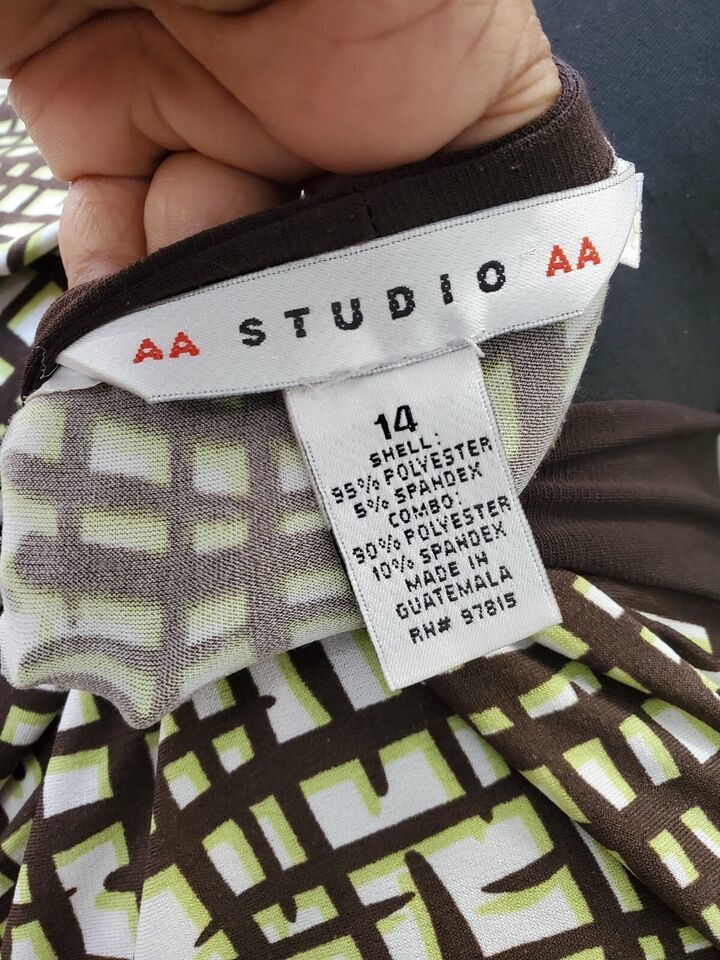 AA STUDIO AA
14
SHELL:
95% POLYESTER
5% SPANDEX
COMBO:
90% POLYESTER
10% SPANDEX
MADE IN
GUATEMALA
RN# 97815